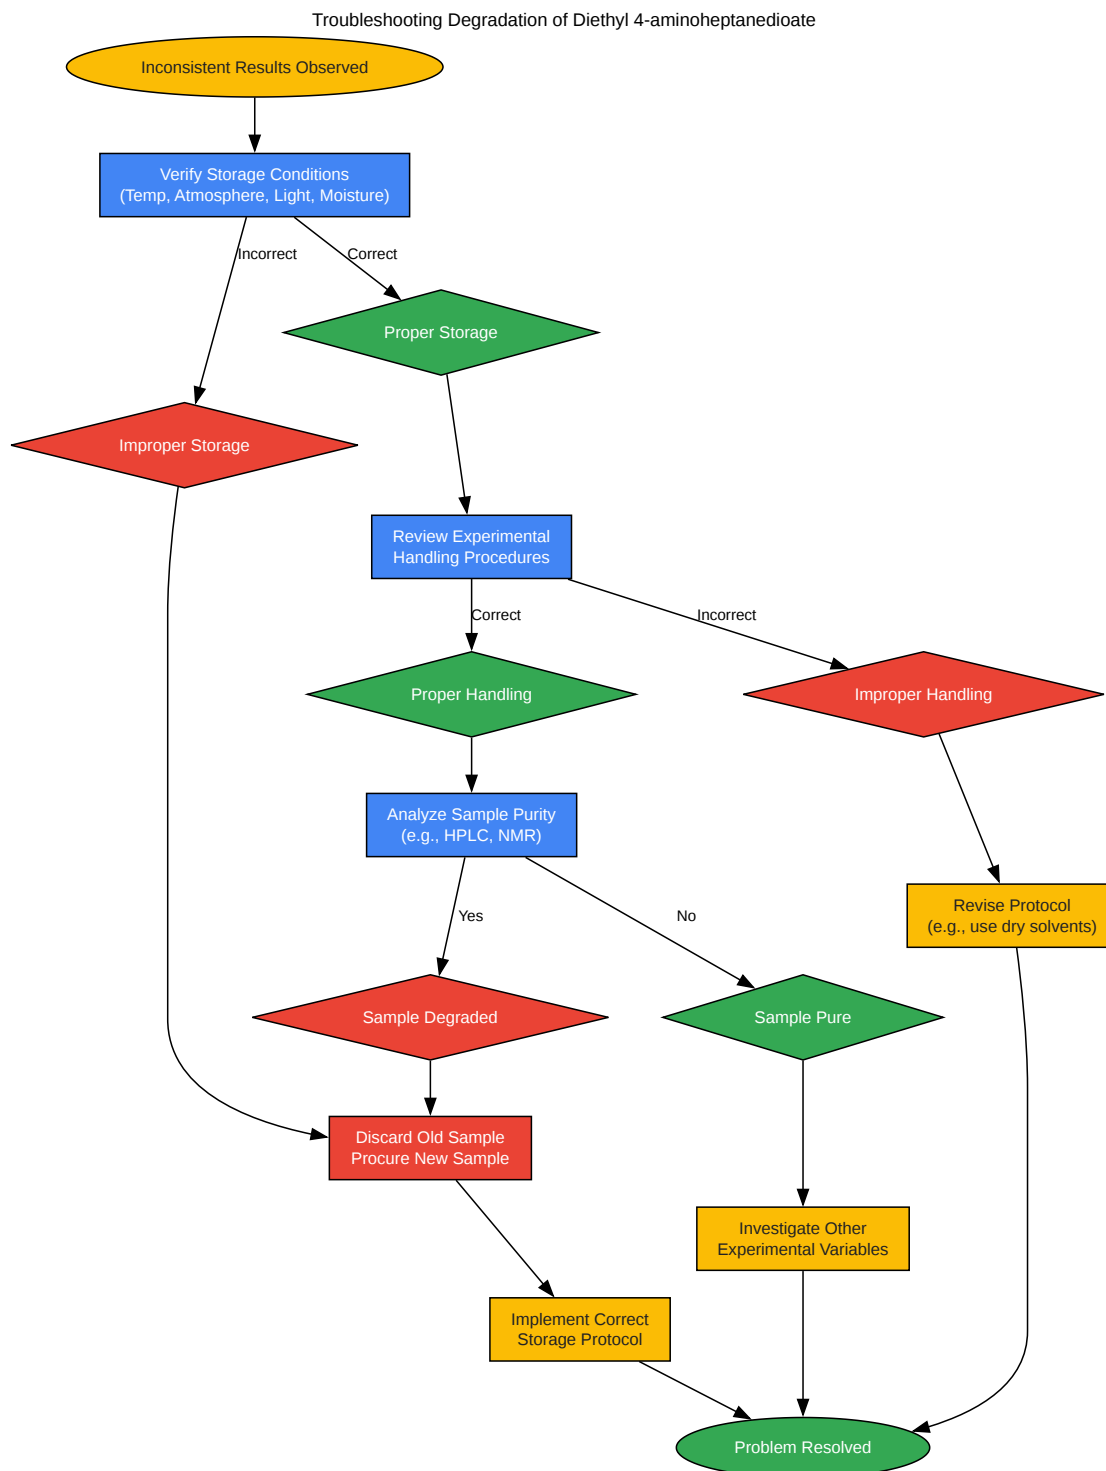 Troubleshooting Degradation of Diethyl 4-aminoheptanedioate
Inconsistent Results Observed
Verify Storage Conditions
(Temp, Atmosphere, Light, Moisture)
Incorrect
Correct
Proper Storage
Improper Storage
Review Experimental
Handling Procedures
Correct
Incorrect
Proper Handling
Improper Handling
Analyze Sample Purity
(e.g., HPLC, NMR)
Revise Protocol
(e.g., use dry solvents)
Yes
No
Sample Degraded
Sample Pure
Discard Old Sample
Procure New Sample
Investigate Other
Experimental Variables
Implement Correct
Storage Protocol
Problem Resolved